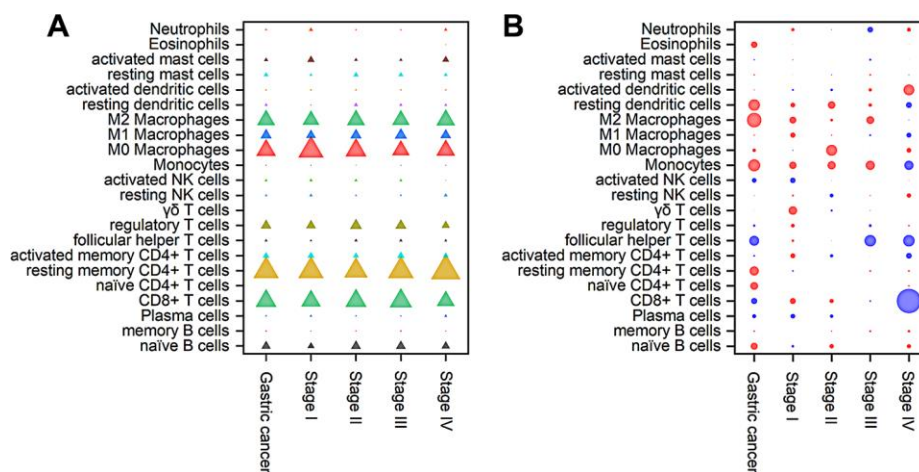 A
Neutrophils
Eosinophils
activated mast cells
resting mast cells
activated dendritic cells
resting dendritic cells
M2 Macrophages
M1 Macrophages
M0 Macrophages
Monocytes
activated NK cells
resting NK cells
γδ T cells
regulatory T cells
follicular helper T cells
activated memory CD4+ T cells
resting memory CD4+ T cells
naïve CD4+ T cells
CD8+ T cells
Plasma cells
memory B cells
naïve B cells
Gastric cancer
Stage I
Stage II
Stage III
Stage IV
B
Neutrophils
Eosinophils
activated mast cells
resting mast cells
activated dendritic cells
resting dendritic cells
M2 Macrophages
M1 Macrophages
M0 Macrophages
Monocytes
activated NK cells
resting NK cells
γδ T cells
regulatory T cells
follicular helper T cells
activated memory CD4+ T cells
resting memory CD4+ T cells
naïve CD4+ T cells
CD8+ T cells
Plasma cells
memory B cells
naïve B cells
Gastric cancer
Stage I
Stage II
Stage III
Stage IV